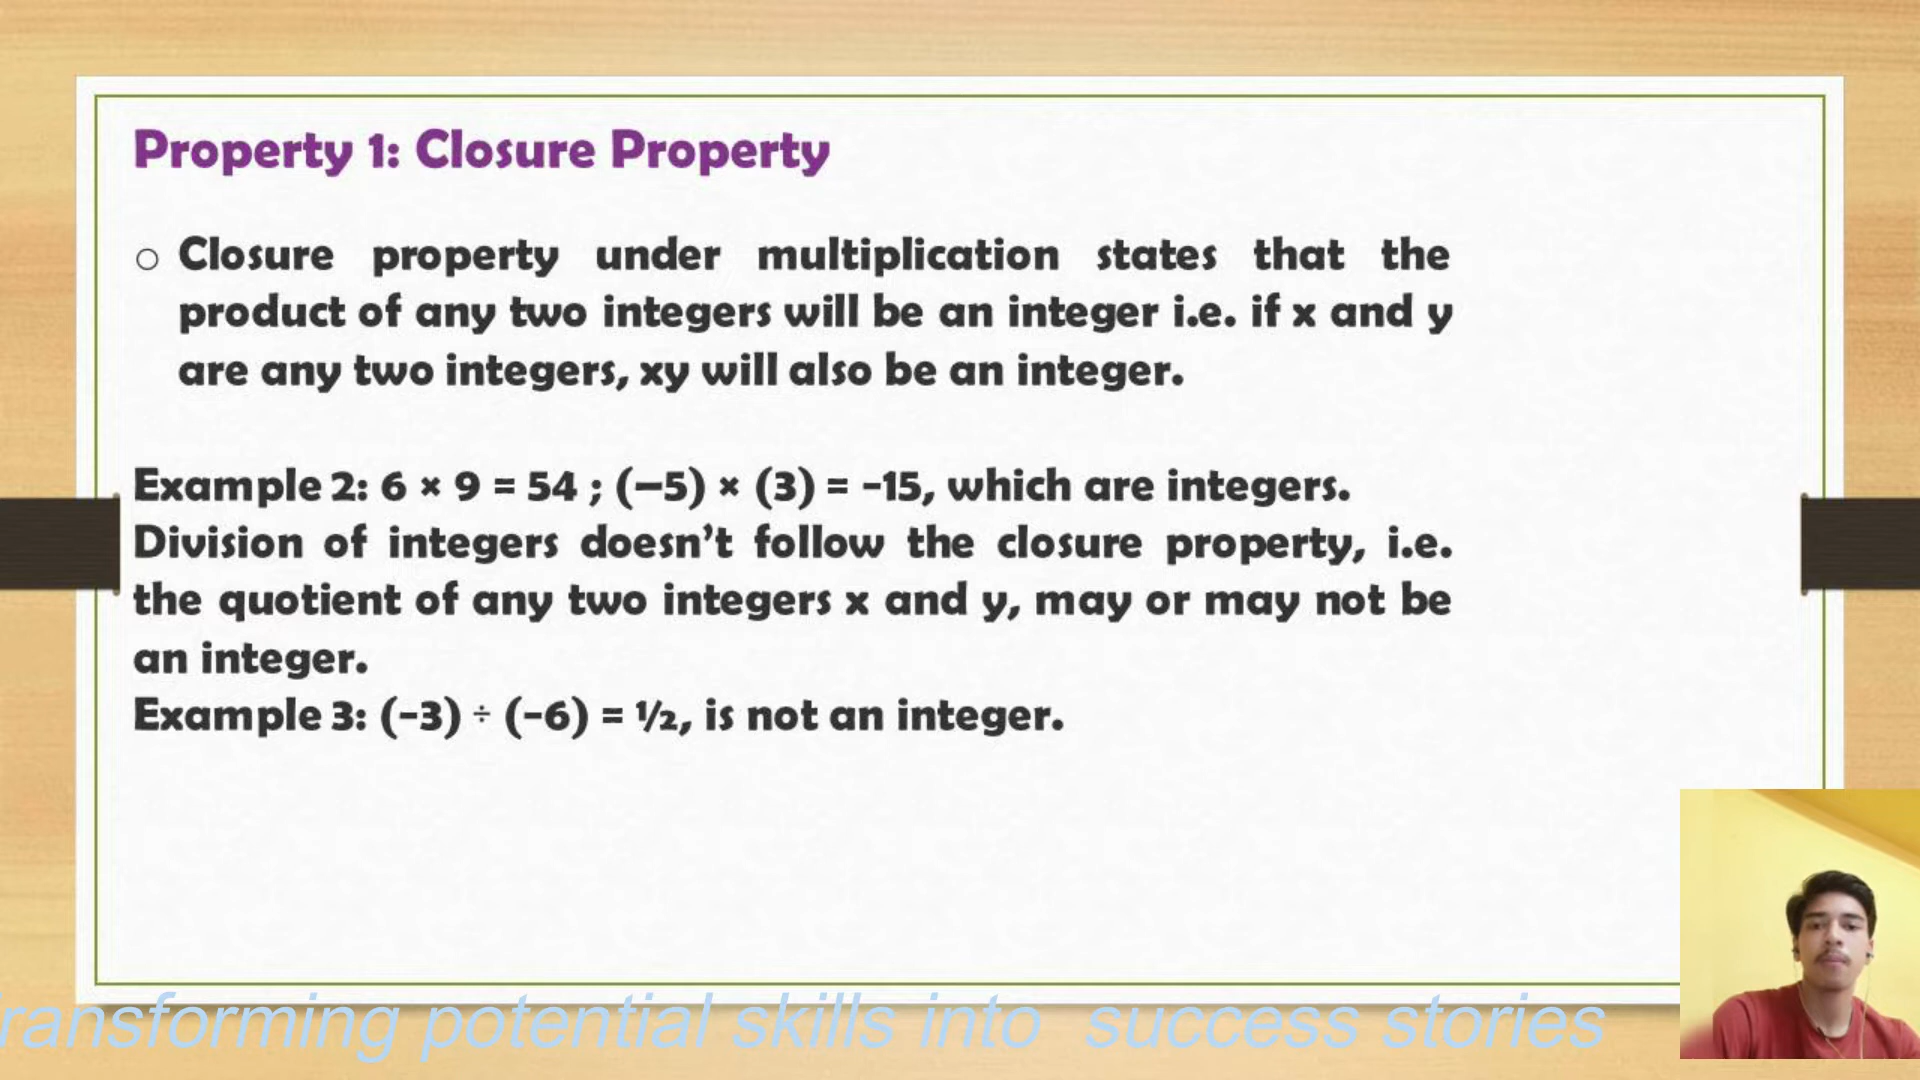 Property 1: Closure Property
Closure property under multiplication states that the
product of any two integers will be an integer i.e. if x and y
are any two integers, xy will also be an integer.
Example 2: 6 × 9 = 54 ; (–5) × (3) = -15, which are integers.
Division of integers doesn’t follow the closure property, i.e.
the quotient of any two integers x and y, may or may not be
an integer.
Example 3: (-3) ÷ (-6) = ½, is not an integer.
ransforming potential skills into success stories